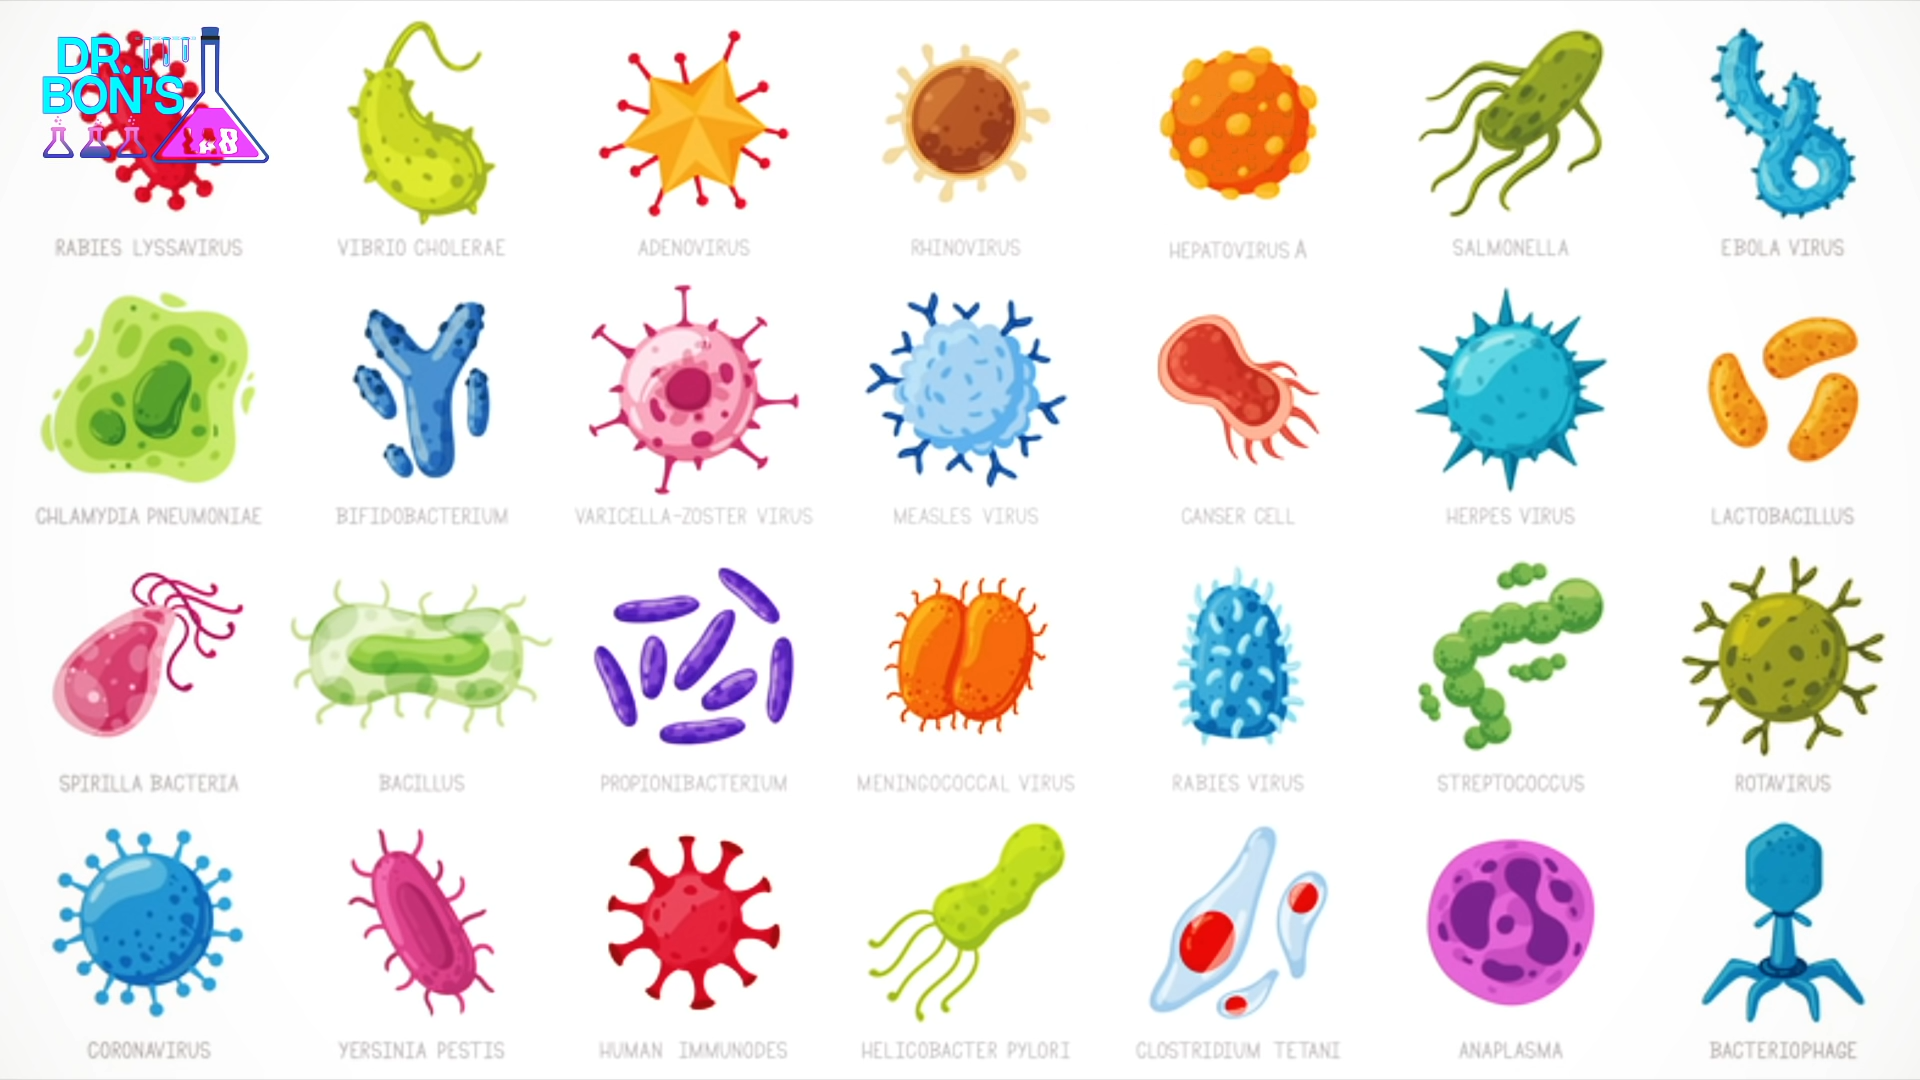 DR.
BON'S
LAB
RABIES LYSSAVIRUS
VIBRIO CHOLERAE
ADENOVIRUS
RHINOVIRUS
HEPATOVIRUS A
SALMONELLA
EBOLA VIRUS
CHLAMYDIA PNEUMONIAE
BIFIDOBACTERIUM
VARICELLA-ZOSTER VIRUS
MEASLES VIRUS
CANSER CELL
HERPES VIRUS
LACTOBACILLUS
SPIRILLA BACTERIA
BACILLUS
PROPIONIBACTERIUM
MENINGOCOCCAL VIRUS
RABIES VIRUS
STREPTOCOCCUS
ROTAVIRUS
CORONAVIRUS
YERSINIA PESTIS
HUMAN IMMUNODES
HELICOBACTER PYLORI
CLOSTRIDIUM TETANI
ANAPLASMA
BACTERIOPHAGE